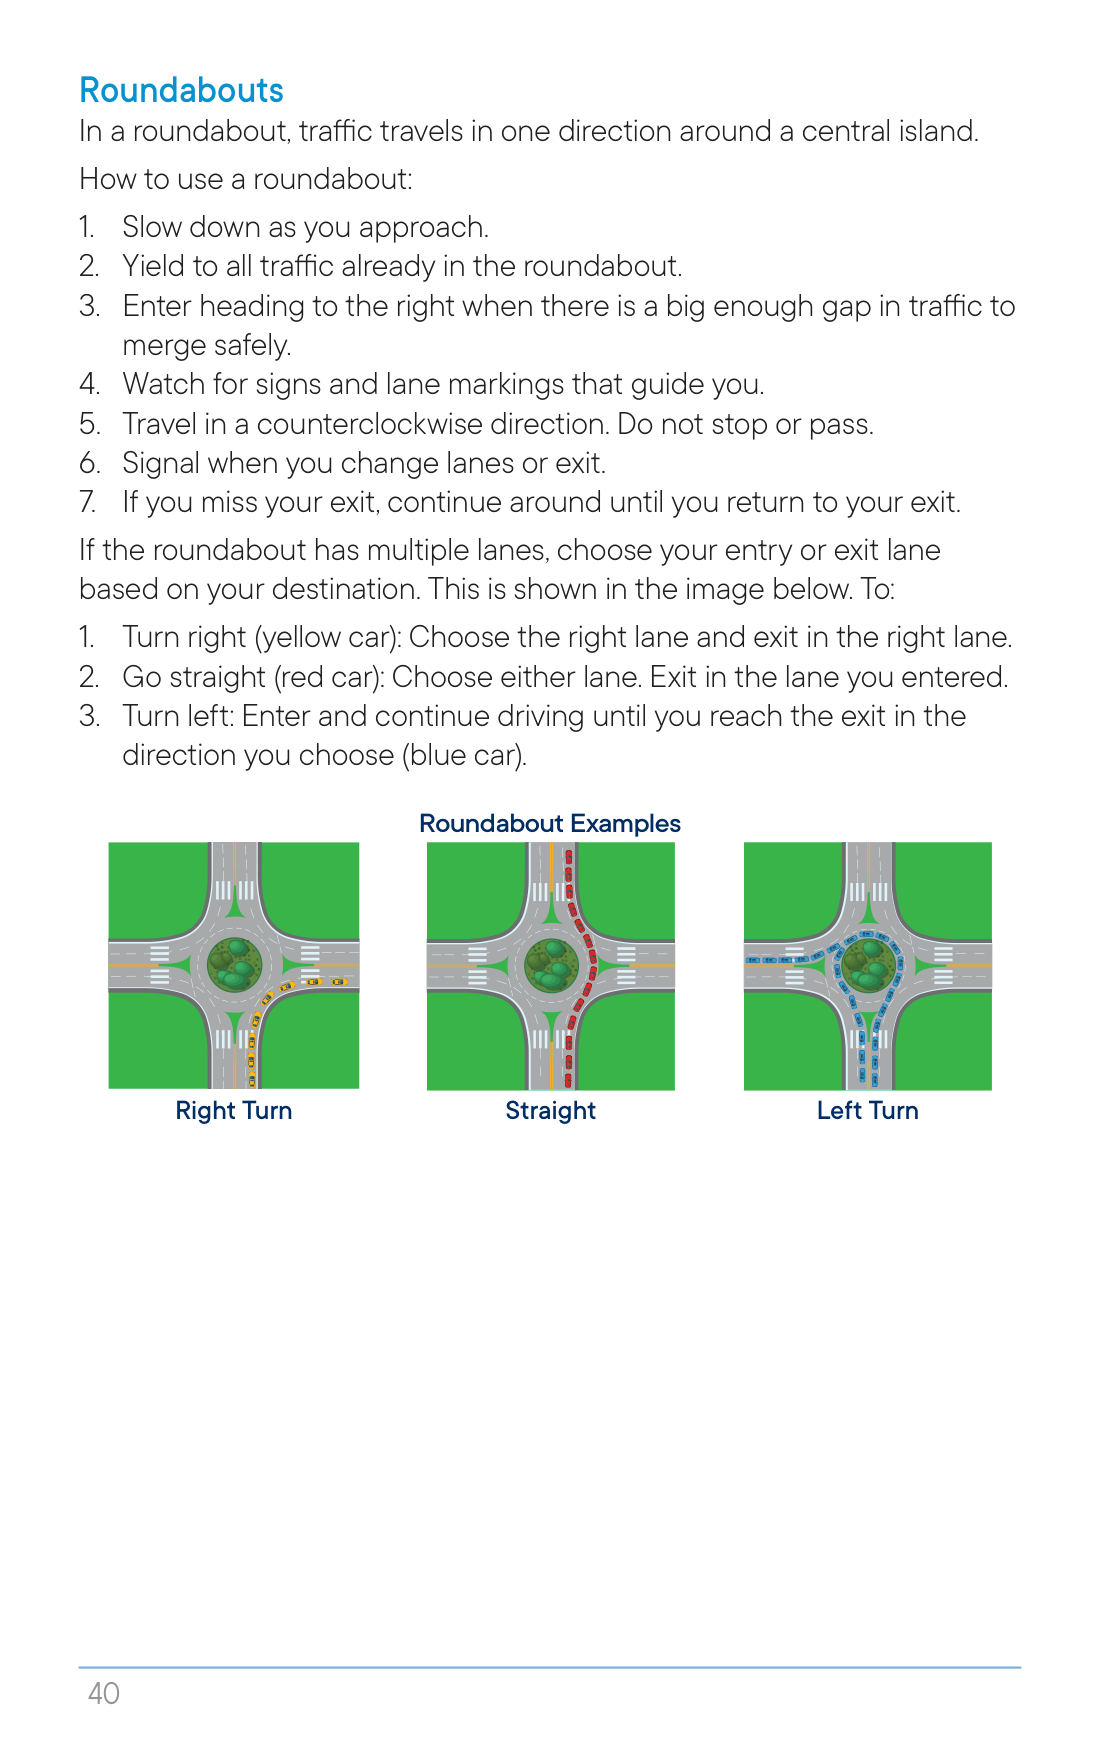 Roundabouts
In a roundabout, traffic travels in one direction around a central island.
How to use a roundabout:
1. Slow down as you approach.
2. Yield to all traffic already in the roundabout.
3. Enter heading to the right when there is a big enough gap in traffic to
merge safely.
4. Watch for signs and lane markings that guide you.
5. Travel in a counterclockwise direction. Do not stop or pass.
6. Signal when you change lanes or exit.
7. If you miss your exit, continue around until you return to your exit.
If the roundabout has multiple lanes, choose your entry or exit lane
based on your destination. This is shown in the image below. To:
1. Turn right (yellow car): Choose the right lane and exit in the right lane.
2. Go straight (red car): Choose either lane. Exit in the lane you entered.
3. Turn left: Enter and continue driving until you reach the exit in the
direction you choose (blue car).
Roundabout Examples
Right Turn
Straight
Left Turn
40